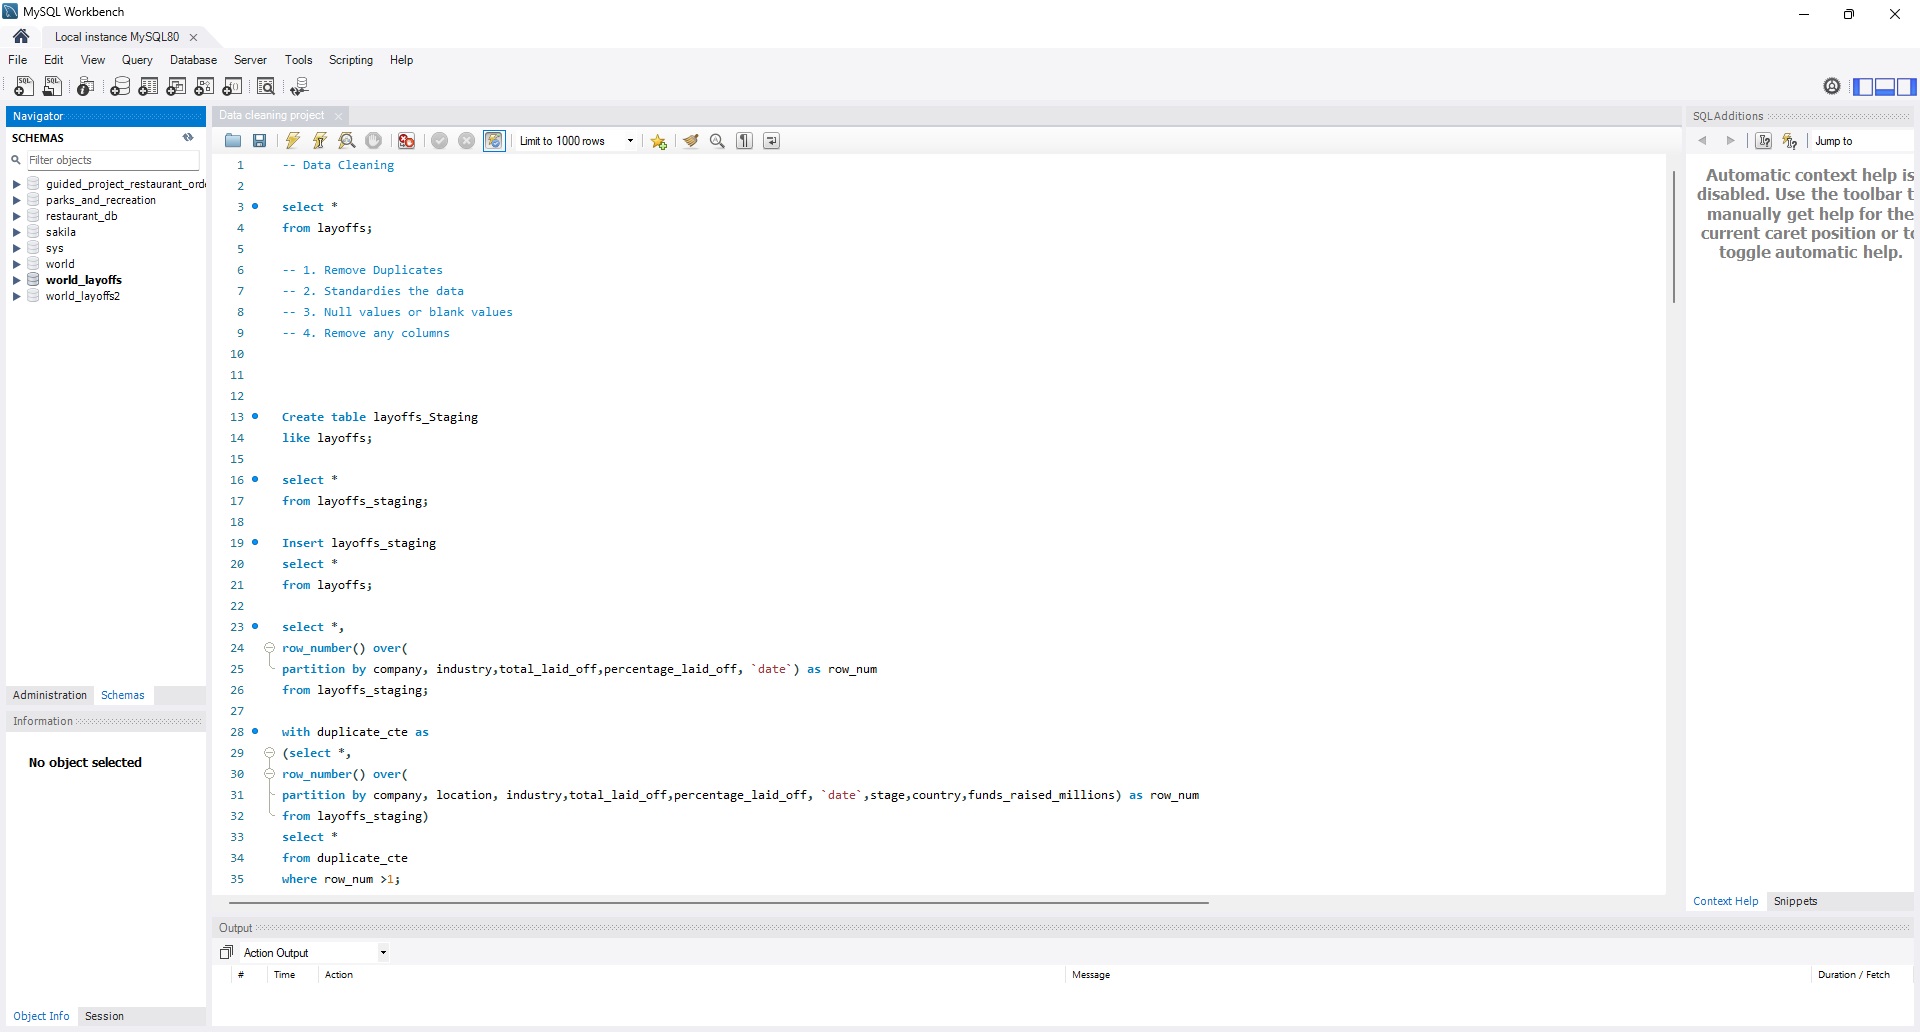 MySQL Workbench
Local instance MySQL80
File Edit View Query Database Server Tools Scripting Help
Navigator
SCHEMAS
Filter objects
guided_project_restaurant_orde
parks_and_recreation
restaurant_db
sakila
sys
world
world_layoffs
world_layoffs2
Administration Schemas
Information
No object selected
Object Info Session
Data cleaning project
Limit to 1000 rows
1 -- Data Cleaning
2
3 select *
4 from layoffs;
5
6 -- 1. Remove Duplicates
7 -- 2. Standardies the data
8 -- 3. Null values or blank values
9 -- 4. Remove any columns
10
11
12
13 Create table layoffs_Staging
14 like layoffs;
15
16 select *
17 from layoffs_staging;
18
19 Insert layoffs_staging
20 select *
21 from layoffs;
22
23 select *,
24 row_number() over(
25 partition by company, industry,total_laid_off,percentage_laid_off, `date`) as row_num
26 from layoffs_staging;
27
28 with duplicate_cte as
29 (select *,
30 row_number() over(
31 partition by company, location, industry,total_laid_off,percentage_laid_off, `date`,stage,country,funds_raised_millions) as row_num
32 from layoffs_staging)
33 select *
34 from duplicate_cte
35 where row_num >1;
SQLAdditions
Jump to
Automatic context help is
disabled. Use the toolbar t
manually get help for the
current caret position or to
toggle automatic help.
Context Help Snippets
Output
Action Output
# Time Action Message Duration / Fetch